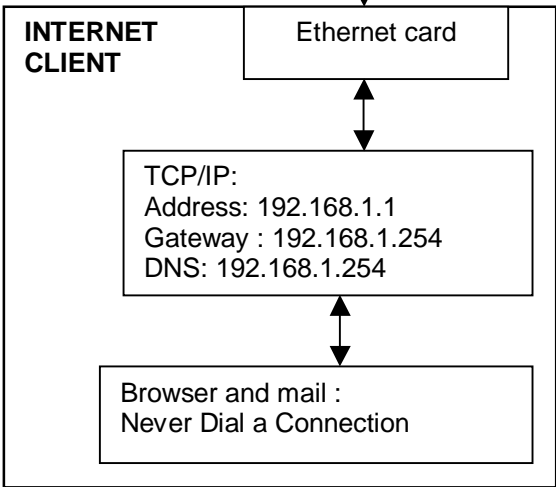 INTERNET
CLIENT
Ethernet card
TCP/IP:
Address: 192.168.1.1
Gateway : 192.168.1.254
DNS: 192.168.1.254
Browser and mail :
Never Dial a Connection